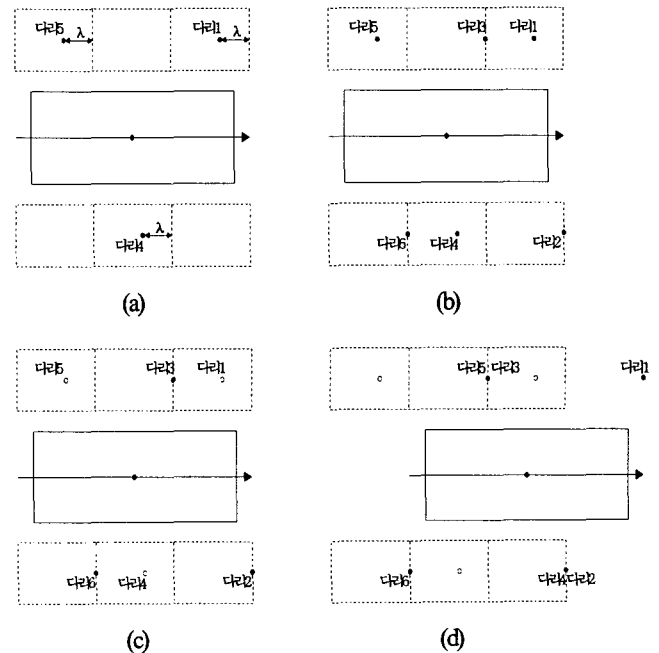 다리5 λ 다리1 λ
λ
다리4
(a)
다리5 다리3 다리1
다리6 다리4 다리2
(b)
다리5 다리3 다리1
다리6 다리4 다리2
(c)
다리5 다리3 다리1
다리6 다리4 다리2
(d)